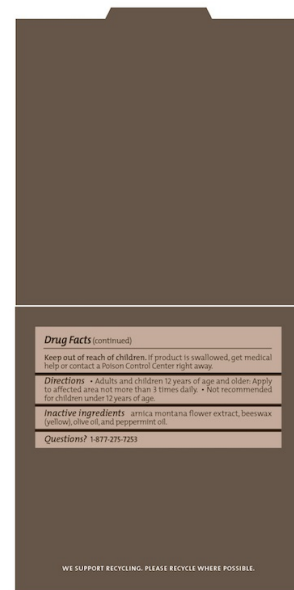 Drug Facts (continued)
Keep out of reach of children. If product is swallowed, get medical
help or contact a Poison Control Center right away.
Directions • Adults and children 12 years of age and older: Apply
to affected area not more than 3 times daily. • Not recommended
for children under 12 years of age.
Inactive ingredients arnica montana flower extract, beeswax
(yellow), olive oil, and peppermint oil.
Questions? 1-877-275-7253
WE SUPPORT RECYCLING. PLEASE RECYCLE WHERE POSSIBLE.